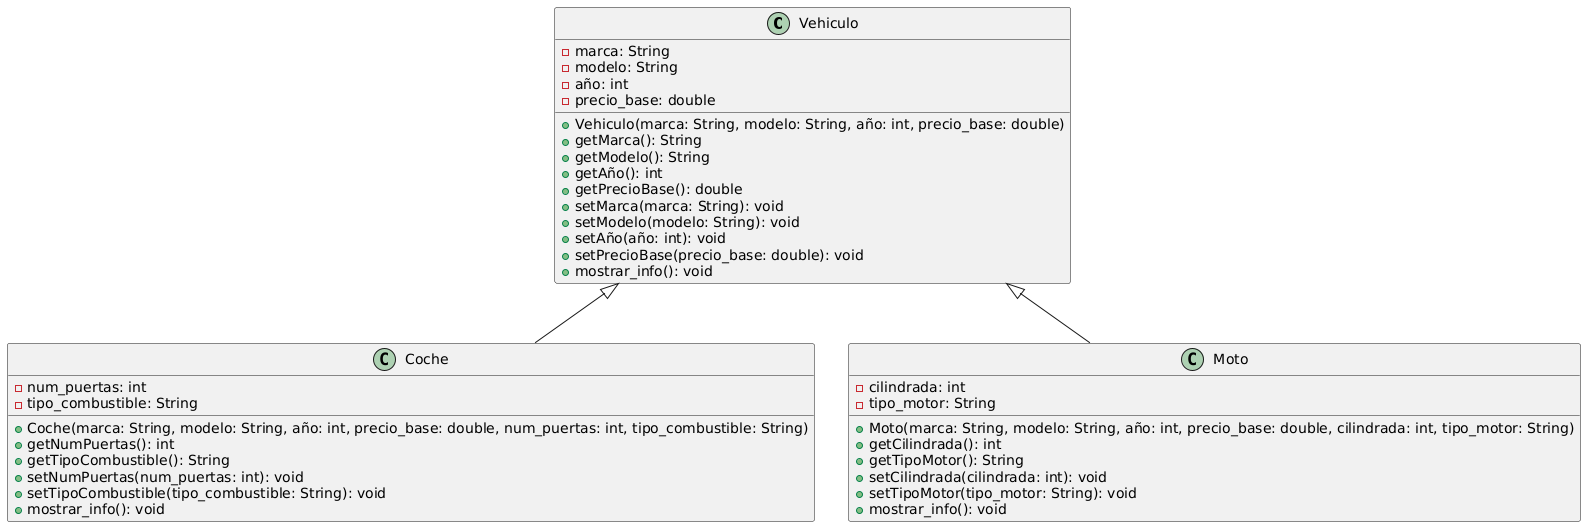 C Vehiculo
marca: String
modelo: String
año: int
precio_base: double
Vehiculo(marca: String, modelo: String, año: int, precio_base: double)
getMarca(): String
getModelo(): String
getAño(): int
getPrecioBase(): double
setMarca(marca: String): void
setModelo(modelo: String): void
setAño(año: int): void
setPrecioBase(precio_base: double): void
mostrar_info(): void
C Coche
num_puertas: int
tipo_combustible: String
Coche(marca: String, modelo: String, año: int, precio_base: double, num_puertas: int, tipo_combustible: String)
getNumPuertas(): int
getTipoCombustible(): String
setNumPuertas(num_puertas: int): void
setTipoCombustible(tipo_combustible: String): void
mostrar_info(): void
C Moto
cilindrada: int
tipo_motor: String
Moto(marca: String, modelo: String, año: int, precio_base: double, cilindrada: int, tipo_motor: String)
getCilindrada(): int
getTipoMotor(): String
setCilindrada(cilindrada: int): void
setTipoMotor(tipo_motor: String): void
mostrar_info(): void